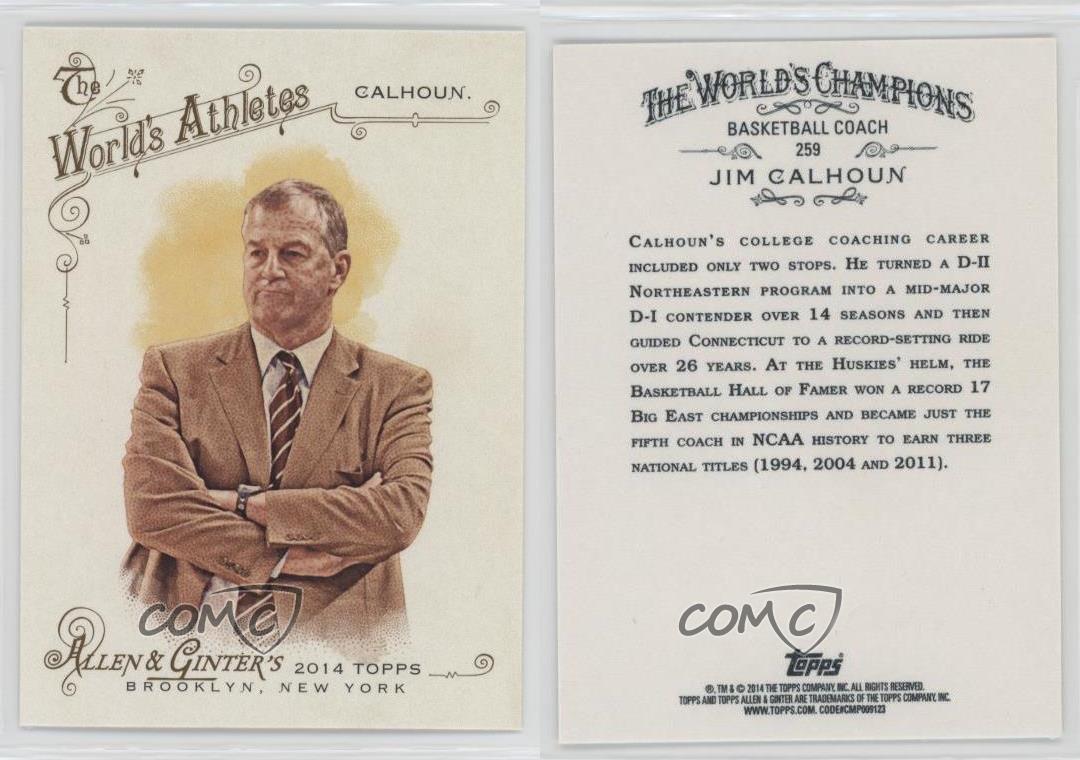 The
World's Athletes
CALHOUN.
COMC
ALLEN & GINTER'S 2014 TOPPS
BROOKLYN, NEW YORK
THE WORLD'S CHAMPIONS
BASKETBALL COACH
259
JIM CALHOUN
CALHOUN'S COLLEGE COACHING CAREER
INCLUDED ONLY TWO STOPS. HE TURNED A D-II
NORTHEASTERN PROGRAM INTO A MID-MAJOR
D-I CONTENDER OVER 14 SEASONS AND THEN
GUIDED CONNECTICUT TO A RECORD-SETTING RIDE
OVER 26 YEARS. AT THE HUSKIES' HELM, THE
BASKETBALL HALL OF FAMER WON A RECORD 17
BIG EAST CHAMPIONSHIPS AND BECAME JUST THE
FIFTH COACH IN NCAA HISTORY TO EARN THREE
NATIONAL TITLES (1994, 2004 AND 2011).
COMC
Topps
®, TM & © 2014 THE TOPPS COMPANY, INC. ALL RIGHTS RESERVED.
TOPPS AND TOPPS ALLEN & GINTER ARE TRADEMARKS OF THE TOPPS COMPANY, INC.
WWW.TOPPS.COM. CODE#CMP009123